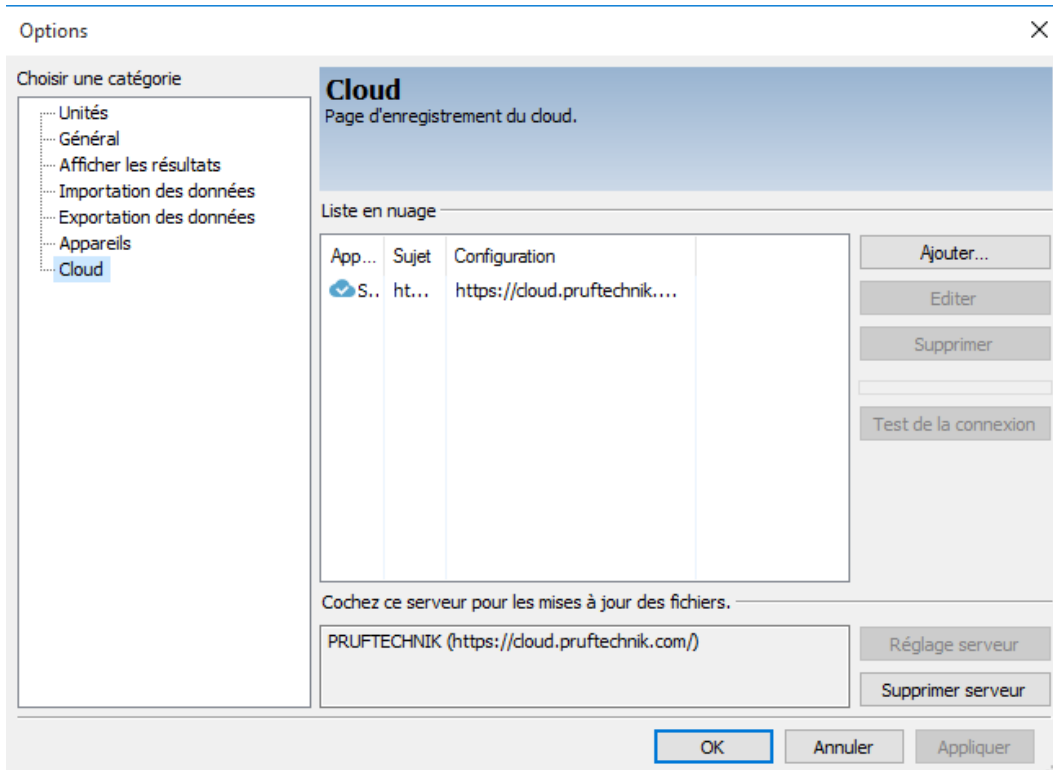 Options
Choisir une catégorie
Unités
Général
Afficher les résultats
Importation des données
Exportation des données
Appareils
Cloud
Cloud
Page d'enregistrement du cloud.
Liste en nuage
App... Sujet Configuration
S.. ht... https://cloud.pruftechnik....
Ajouter...
Editer
Supprimer
Test de la connexion
Cochez ce serveur pour les mises à jour des fichiers.
PRUFTECHNIK (https://cloud.pruftechnik.com/)
Réglage serveur
Supprimer serveur
OK Annuler Appliquer